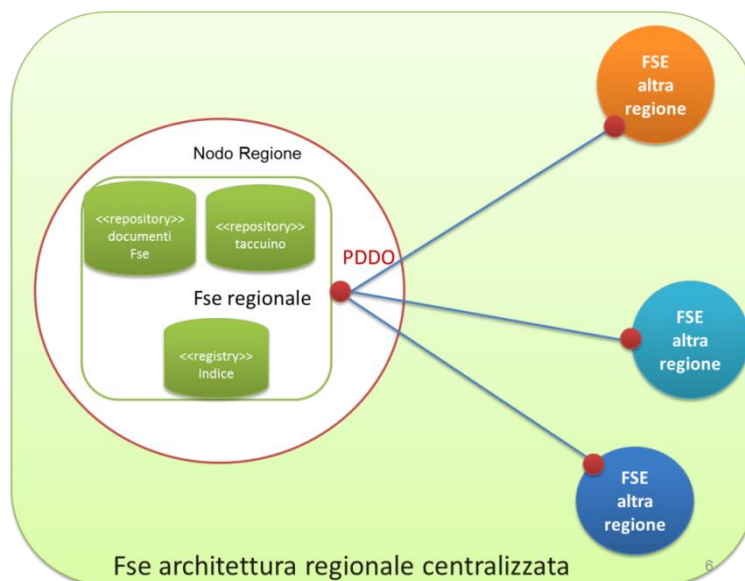 FSE
altra
regione
Nodo Regione
<<repository>>
documenti
Fse
<<repository>>
taccuino
PDDO
Fse regionale
FSE
altra
regione
<<registry>>
Indice
FSE
altra
regione
Fse architettura regionale centralizzata
6